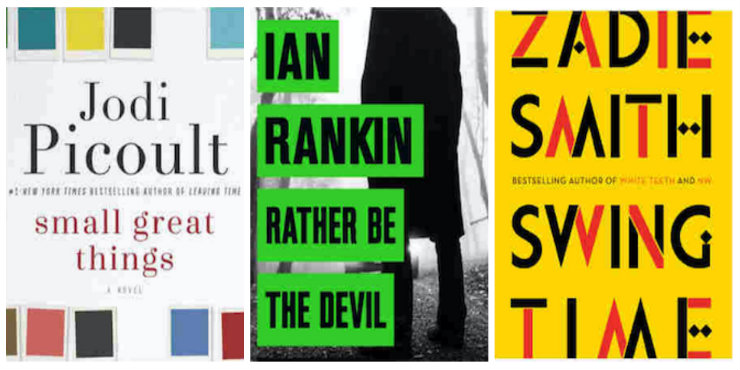 Jodi
Picoult
#1 NEW YORK TIMES BESTSELLING AUTHOR OF LEAVING TIME
small great
things
A NOVEL
IAN
RANKIN
RATHER BE
THE DEVIL
ZADIE
SMITH
BESTSELLING AUTHOR OF WHITE TEETH AND NW
SWING
TIME